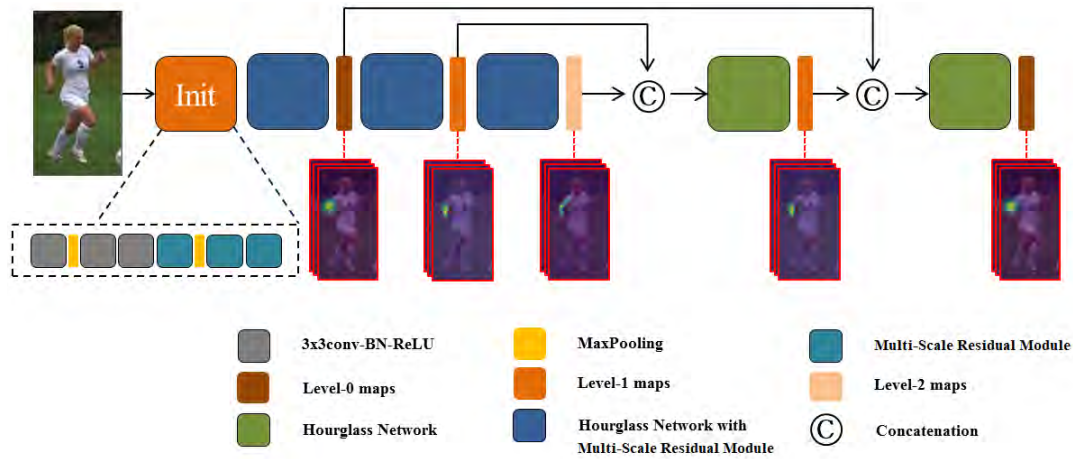 Init
C
C
3x3conv-BN-ReLU
MaxPooling
Multi-Scale Residual Module
Level-0 maps
Level-1 maps
Level-2 maps
Hourglass Network
Hourglass Network with
Multi-Scale Residual Module
C
Concatenation